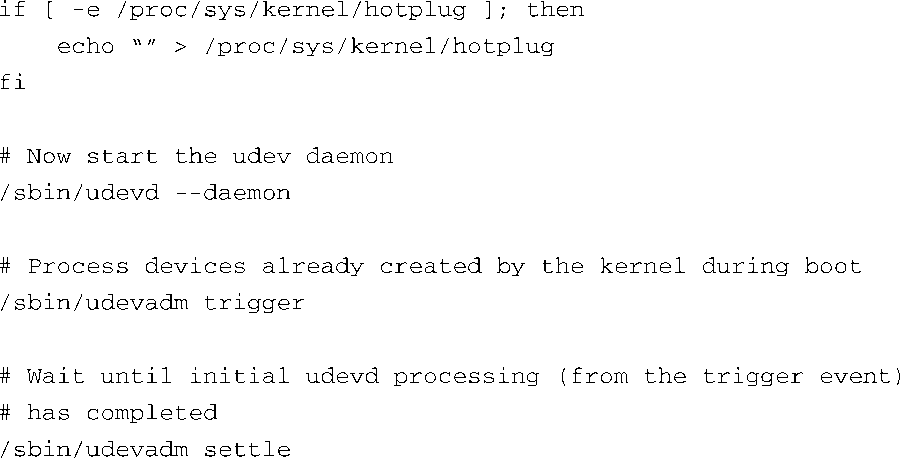 if [ -e /proc/sys/kernel/hotplug ]; then
    echo “” > /proc/sys/kernel/hotplug
fi

# Now start the udev daemon
/sbin/udevd --daemon

# Process devices already created by the kernel during boot
/sbin/udevadm trigger

# Wait until initial udevd processing (from the trigger event)
# has completed
/sbin/udevadm settle